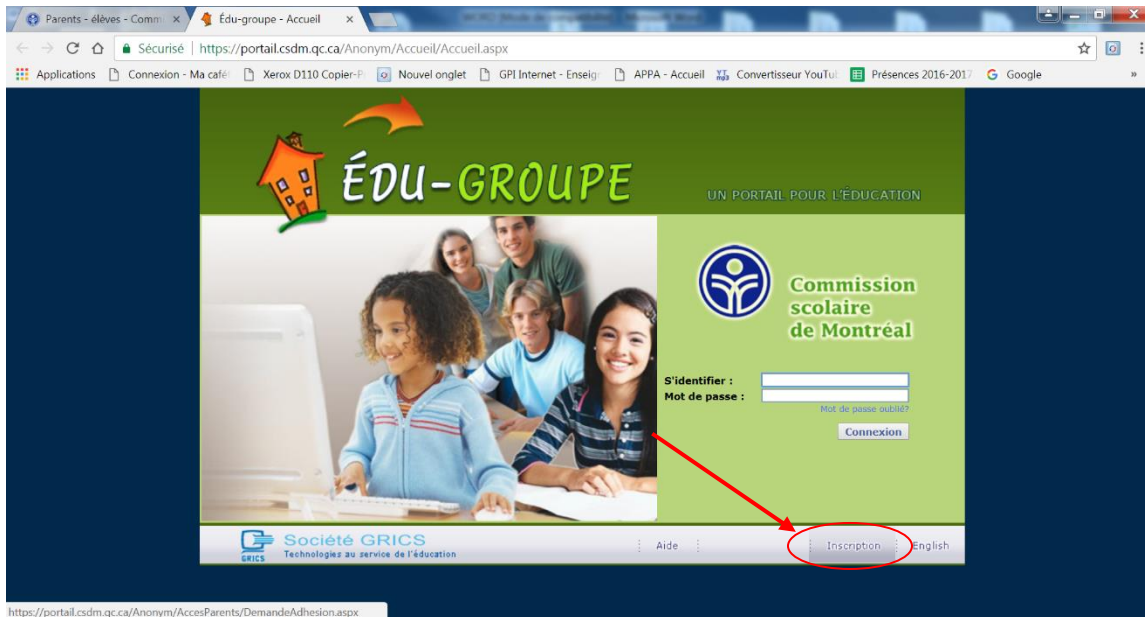 Parents - élèves - Comm
Édu-groupe - Accueil
Sécurisé
https://portail.csdm.qc.ca/Anonym/Accueil/Accueil.aspx
Applications
Connexion - Ma café
Xerox D110 Copier-P
Nouvel onglet
GPI Internet - Enseig
APPA - Accueil
Convertisseur YouTu
Présences 2016-2017
Google
ÉDU-GROUPE
UN PORTAIL POUR L'ÉDUCATION
Commission
scolaire
de Montréal
S'identifier :
Mot de passe :
Mot de passe oublié?
Connexion
GRICS
Société GRICS
Technologies au service de l'éducation
Aide
Inscription
English
https://portail.csdm.qc.ca/Anonym/AccesParents/DemandeAdhesion.aspx